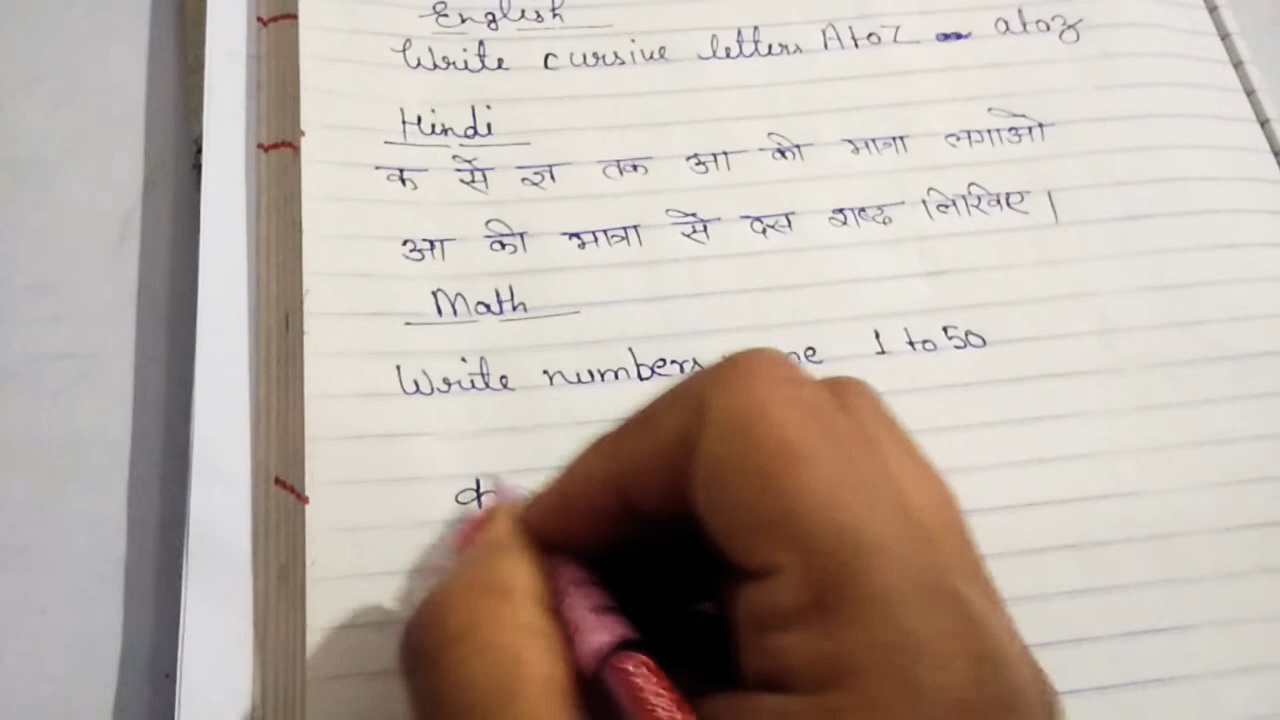 English
Write cursive letters A to Z - a to z
Hindi
क से ज्ञ तक आ की मात्रा लगाओ
आ की मात्रा से दस शब्द लिखिए।
Math
Write numbers 1 to 50
क